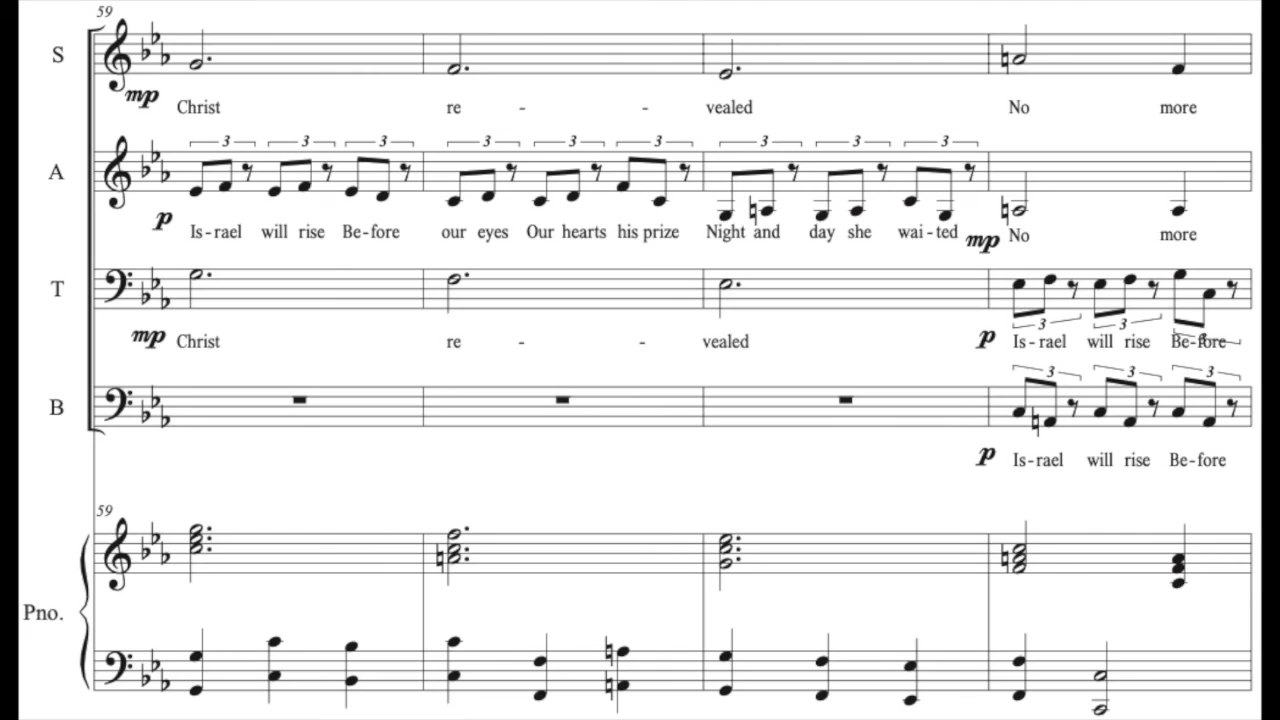 59
S
mp Christ re - - vealed No more
3 3 3 3 3 3 3 3 3
A
p Is - rael will rise Be - fore our eyes Our hearts his prize Night and day she wai - ted mp No more
T
3 3 3
mp Christ re - - vealed p Is - rael will rise Be - fore
3 3 3
B
p Is - rael will rise Be - fore
59
Pno.